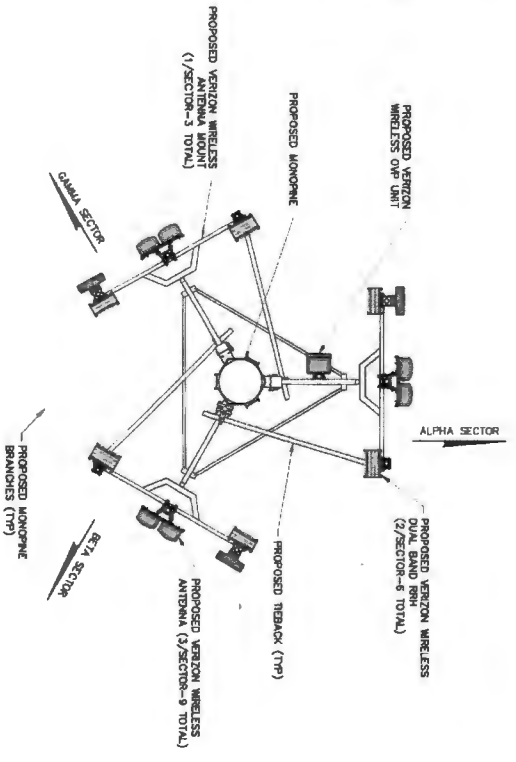 PROPOSED VERIZON WIRELESS
ANTENNA MOUNT
(1/SECTOR-3 TOTAL)
PROPOSED MONOPINE
PROPOSED VERIZON
WIRELESS OVP UNIT
GAMMA SECTOR
ALPHA SECTOR
PROPOSED VERIZON WIRELESS
DUAL BAND RRH
(2/SECTOR-6 TOTAL)
PROPOSED TIEBACK (TYP)
PROPOSED VERIZON WIRELESS
ANTENNA (3/SECTOR-9 TOTAL)
BETA SECTOR
PROPOSED MONOPINE
BRANCHES (TYP)